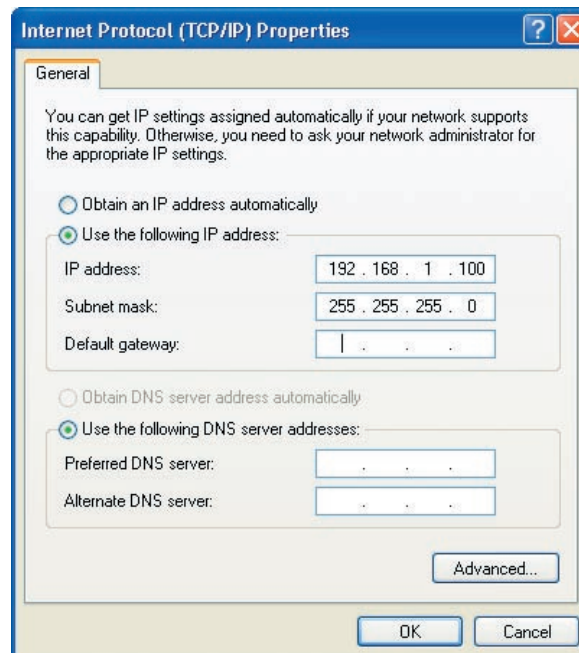 Internet Protocol (TCP/IP) Properties
General
You can get IP settings assigned automatically if your network supports
this capability. Otherwise, you need to ask your network administrator for
the appropriate IP settings.
Obtain an IP address automatically
Use the following IP address:
IP address: 192 . 168 . 1 . 100
Subnet mask: 255 . 255 . 255 . 0
Default gateway: . . .
Obtain DNS server address automatically
Use the following DNS server addresses:
Preferred DNS server: . . .
Alternate DNS server: . . .
Advanced...
OK Cancel